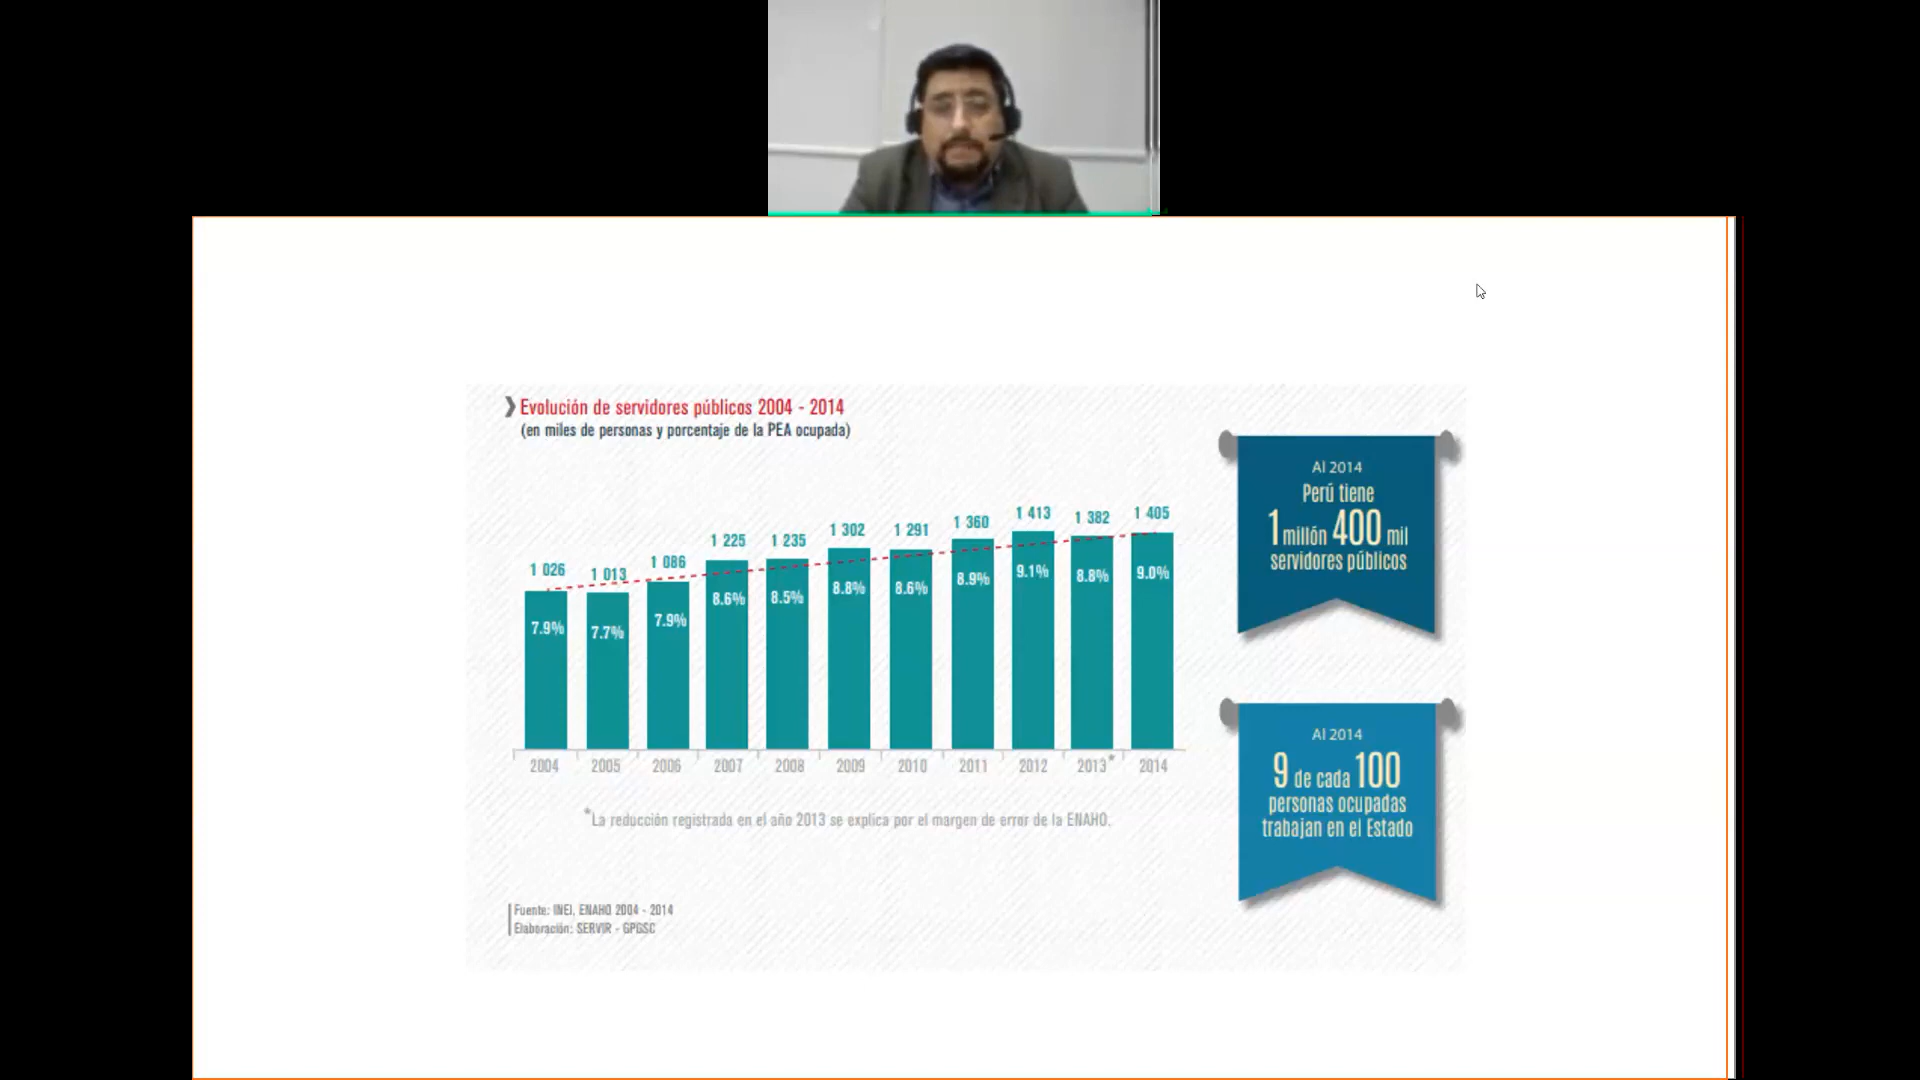 Evolución de servidores públicos 2004 - 2014
(en miles de personas y porcentaje de la PEA ocupada)
1 026 1 013 1 086 1 225 1 235 1 302 1 291 1 360 1 413 1 382 1 405
7.9% 7.7% 7.9% 8.6% 8.5% 8.8% 8.6% 8.9% 9.1% 8.8% 9.0%
2004 2005 2006 2007 2008 2009 2010 2011 2012 2013* 2014
*La reducción registrada en el año 2013 se explica por el margen de error de la ENAHO.
Fuente: INEI, ENAHO 2004 - 2014
Elaboración: SERVIR - GPGSC
Al 2014
Perú tiene
1 millón 400 mil
servidores públicos
Al 2014
9 de cada 100
personas ocupadas
trabajan en el Estado